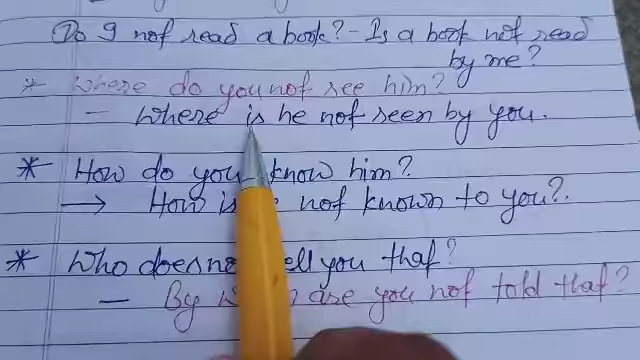 Do I not read a book? - Is a book not read
by me?
* Where do you not see him?
- Where is he not seen by you.
* How do you know him?
→ How is not known to you?
* Who does you that?
- By are you not told that?